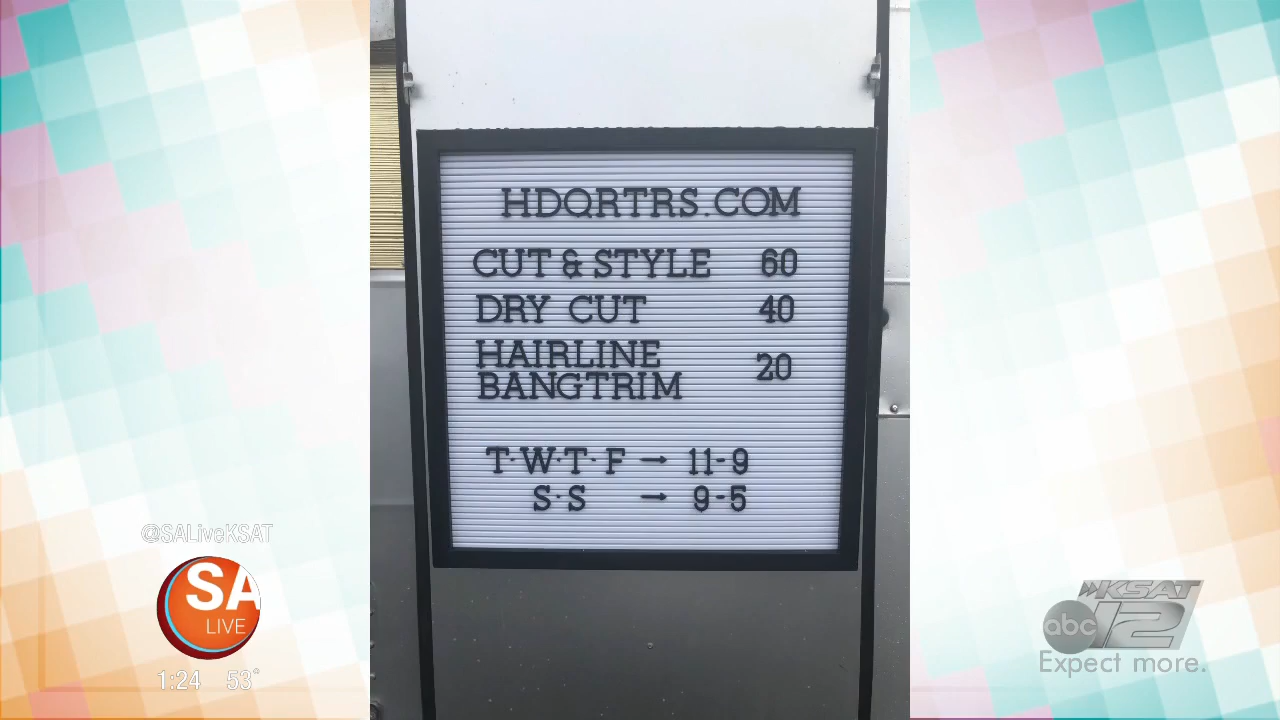 HDQRTRS.COM
CUT & STYLE 60
DRY CUT 40
HAIRLINE
BANGTRIM 20
T·W·T·F → 11-9
S·S → 9-5
@SALiveKSAT
SA
LIVE
1:24 53°
KSAT
abc 12
Expect more.